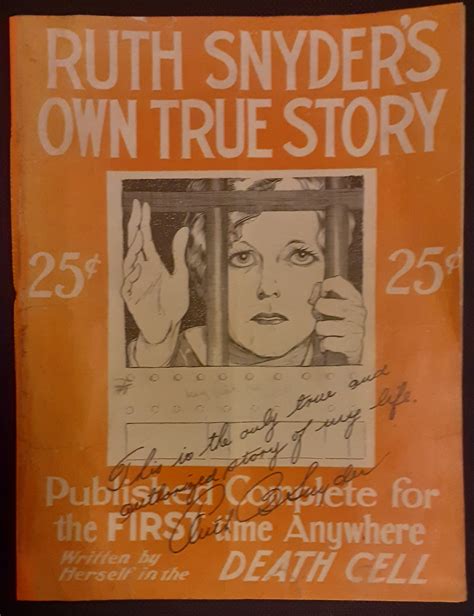 RUTH SNYDER'S
OWN TRUE STORY
25¢
25¢
This is the only true and
authorized story of my life.
Ruth B Snyder
Published Complete for
the FIRST Time Anywhere
Written by
Herself in the
DEATH CELL